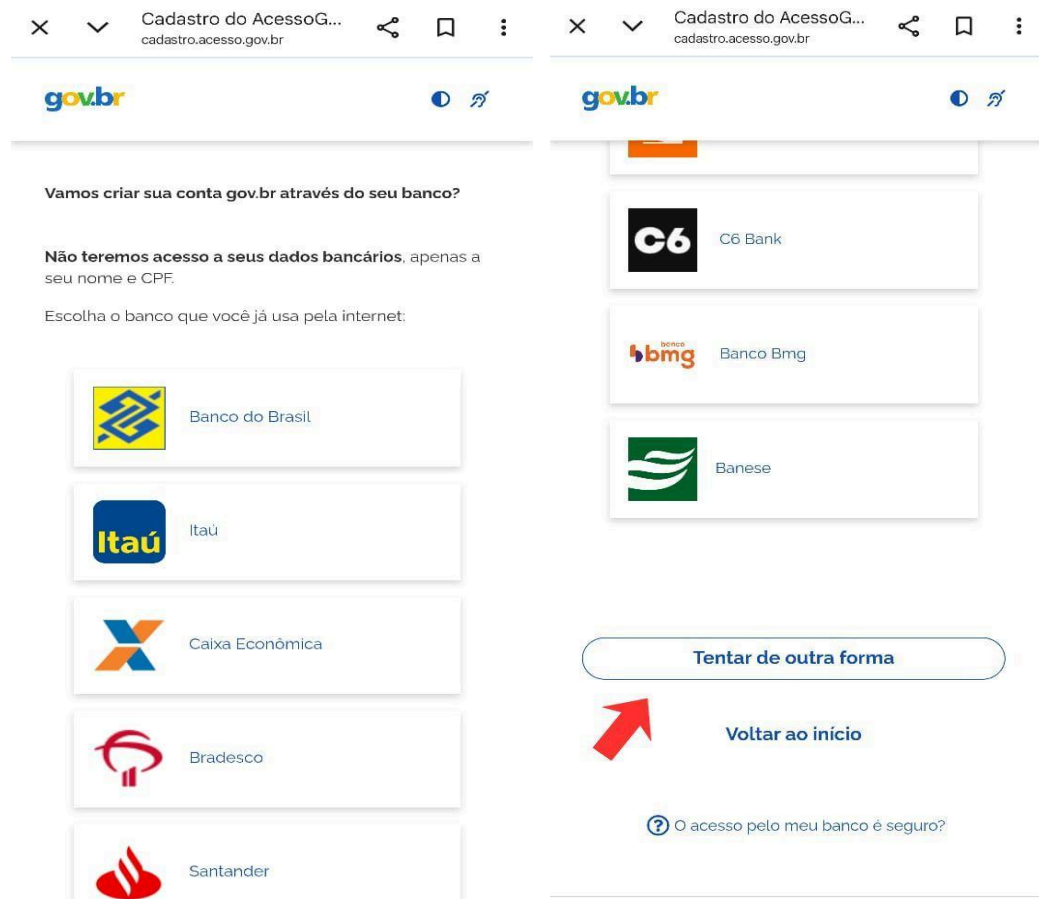 Cadastro do AcessoG...
cadastro.acesso.gov.br
gov.br
Vamos criar sua conta gov.br através do seu banco?
Não teremos acesso a seus dados bancários, apenas a
seu nome e CPF.
Escolha o banco que você já usa pela internet:
Banco do Brasil
Itaú
Itaú
Caixa Econômica
Bradesco
Santander
Cadastro do AcessoG...
cadastro.acesso.gov.br
gov.br
C6
C6 Bank
banco
bmg
Banco Bmg
Banese
Tentar de outra forma
Voltar ao início
O acesso pelo meu banco é seguro?